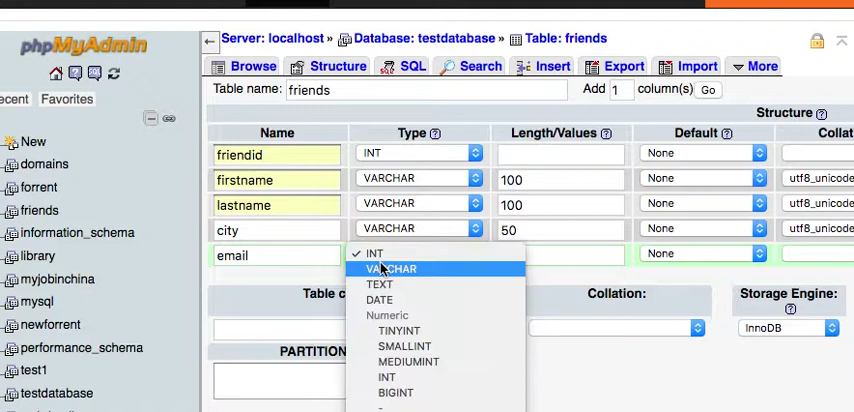 phpMyAdmin
Server: localhost » Database: testdatabase » Table: friends
Browse Structure SQL Search Insert Export Import More
ecent Favorites
Table name: friends Add 1 column(s) Go
Structure
Name Type Length/Values Default Collat
friendid INT None
firstname VARCHAR 100 None utf8_unicode
lastname VARCHAR 100 None utf8_unicode
city VARCHAR 50 None utf8_unicode
email None
✓ INT
VARCHAR
TEXT
DATE
Numeric
TINYINT
SMALLINT
MEDIUMINT
INT
BIGINT
-
Table c Collation: Storage Engine:
InnoDB
PARTITION
New
domains
forrent
friends
information_schema
library
myjobinchina
mysql
newforrent
performance_schema
test1
testdatabase